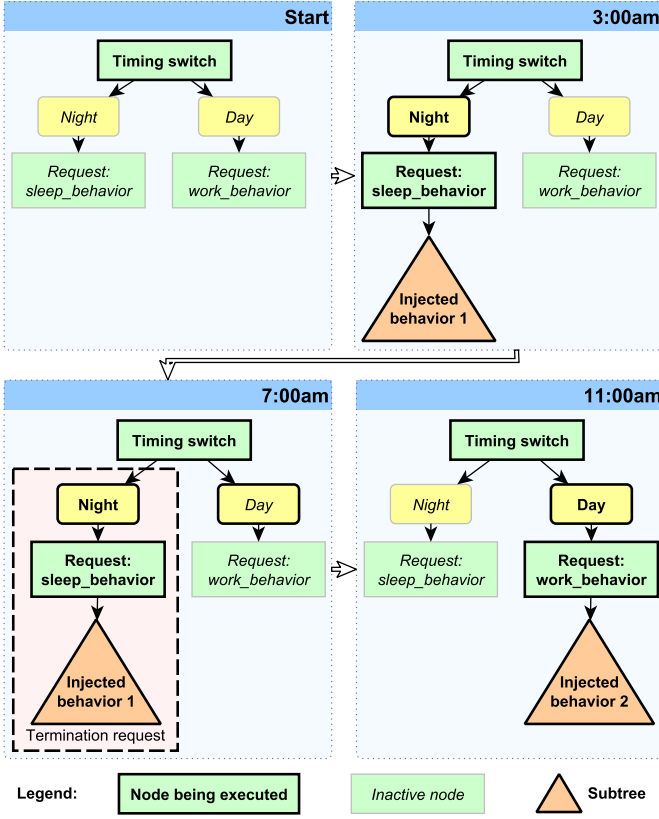 Start
Timing switch
Night
Day
Request:
sleep_behavior
Request:
work_behavior
3:00am
Timing switch
Night
Day
Request:
sleep_behavior
Request:
work_behavior
Injected
behavior 1
7:00am
Timing switch
Night
Day
Request:
sleep_behavior
Request:
work_behavior
Injected
behavior 1
Termination request
11:00am
Timing switch
Night
Day
Request:
sleep_behavior
Request:
work_behavior
Injected
behavior 2
Legend:
Node being executed
Inactive node
Subtree